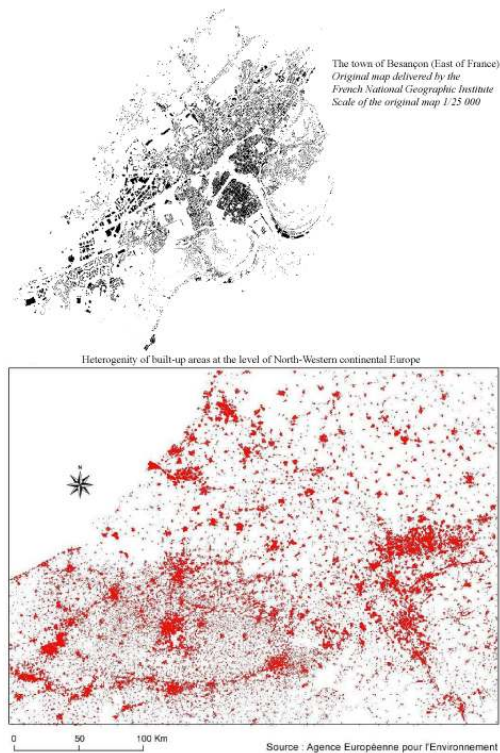 The town of Besançon (East of France)
Original map delivered by the
French National Geographic Institute
Scale of the original map 1/25 000
Heterogenity of built-up areas at the level of North-Western continental Europe
N
0 50 100 Km
Source : Agence Européenne pour l'Environnement